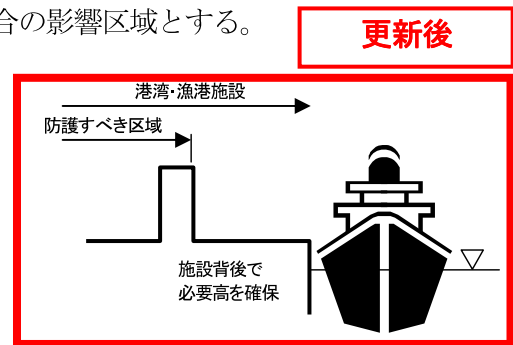 合の影響区域とする。
更新後
港湾・漁港施設
防護すべき区域
施設背後で
必要高を確保